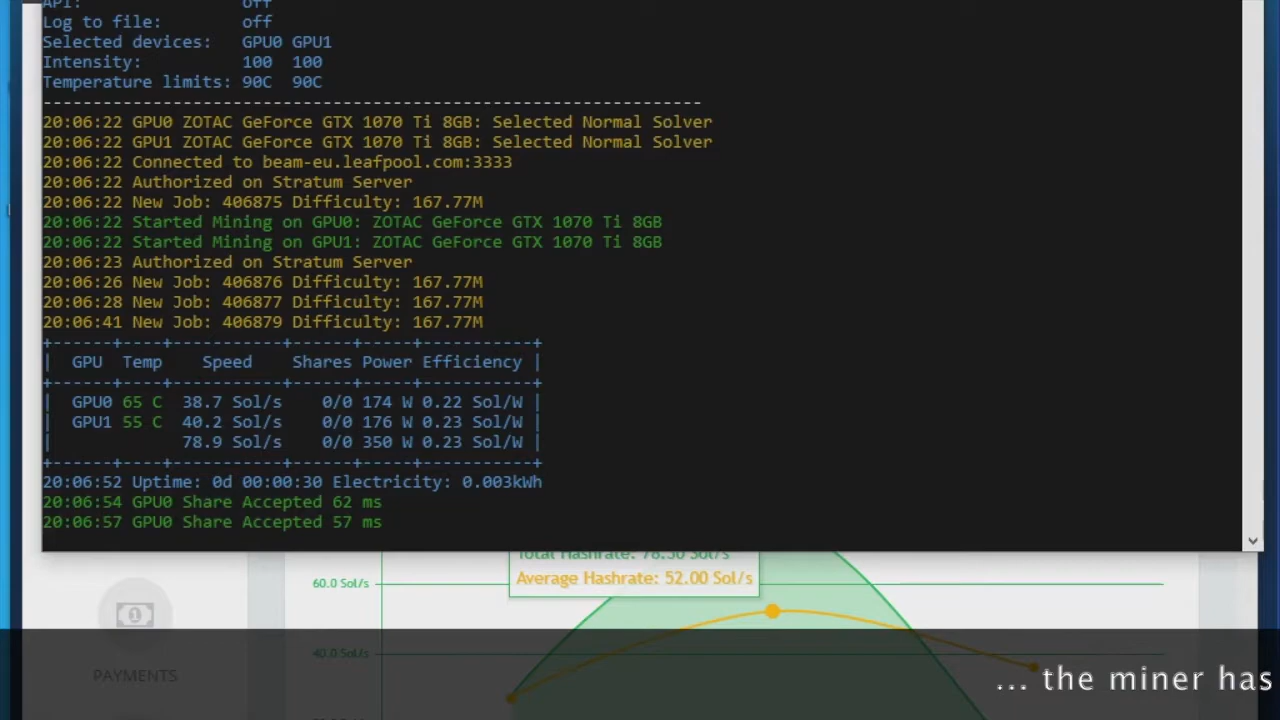 API:                off
Log to file:        off
Selected devices:   GPU0 GPU1
Intensity:          100  100
Temperature limits: 90C  90C
------------------------------------------------------------------
20:06:22 GPU0 ZOTAC GeForce GTX 1070 Ti 8GB: Selected Normal Solver
20:06:22 GPU1 ZOTAC GeForce GTX 1070 Ti 8GB: Selected Normal Solver
20:06:22 Connected to beam-eu.leafpool.com:3333
20:06:22 Authorized on Stratum Server
20:06:22 New Job: 406875 Difficulty: 167.77M
20:06:22 Started Mining on GPU0: ZOTAC GeForce GTX 1070 Ti 8GB
20:06:22 Started Mining on GPU1: ZOTAC GeForce GTX 1070 Ti 8GB
20:06:23 Authorized on Stratum Server
20:06:26 New Job: 406876 Difficulty: 167.77M
20:06:28 New Job: 406877 Difficulty: 167.77M
20:06:41 New Job: 406879 Difficulty: 167.77M
+------+----+-----------+------+-----+-----------+
|  GPU  Temp    Speed    Shares Power Efficiency |
+------+----+-----------+------+-----+-----------+
|  GPU0 65 C  38.7 Sol/s    0/0 174 W 0.22 Sol/W |
|  GPU1 55 C  40.2 Sol/s    0/0 176 W 0.23 Sol/W |
|             78.9 Sol/s    0/0 350 W 0.23 Sol/W |
+------+----+-----------+------+-----+-----------+
20:06:52 Uptime: 0d 00:00:30 Electricity: 0.003kWh
20:06:54 GPU0 Share Accepted 62 ms
20:06:57 GPU0 Share Accepted 57 ms
Total Hashrate: 78.50 Sol/s
Average Hashrate: 52.00 Sol/s
60.0 Sol/s
40.0 Sol/s
PAYMENTS
... the miner has